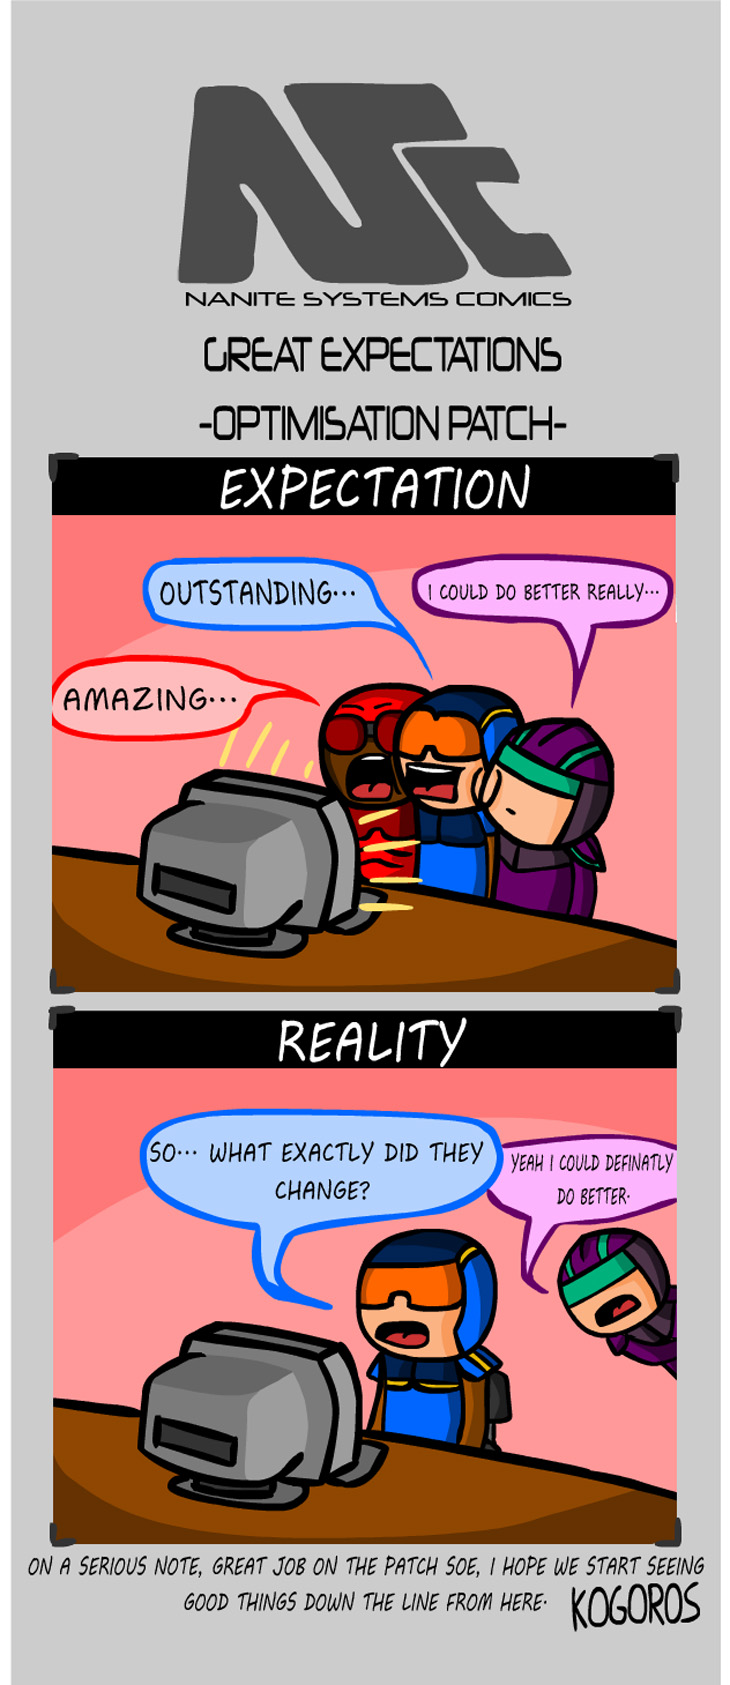 NSC
NANITE SYSTEMS COMICS
GREAT EXPECTATIONS
-OPTIMISATION PATCH-
EXPECTATION
OUTSTANDING...
I COULD DO BETTER REALLY...
AMAZING...
REALITY
SO... WHAT EXACTLY DID THEY
CHANGE?
YEAH I COULD DEFINATLY
DO BETTER.
ON A SERIOUS NOTE, GREAT JOB ON THE PATCH SOE, I HOPE WE START SEEING
GOOD THINGS DOWN THE LINE FROM HERE.
KOGOROS